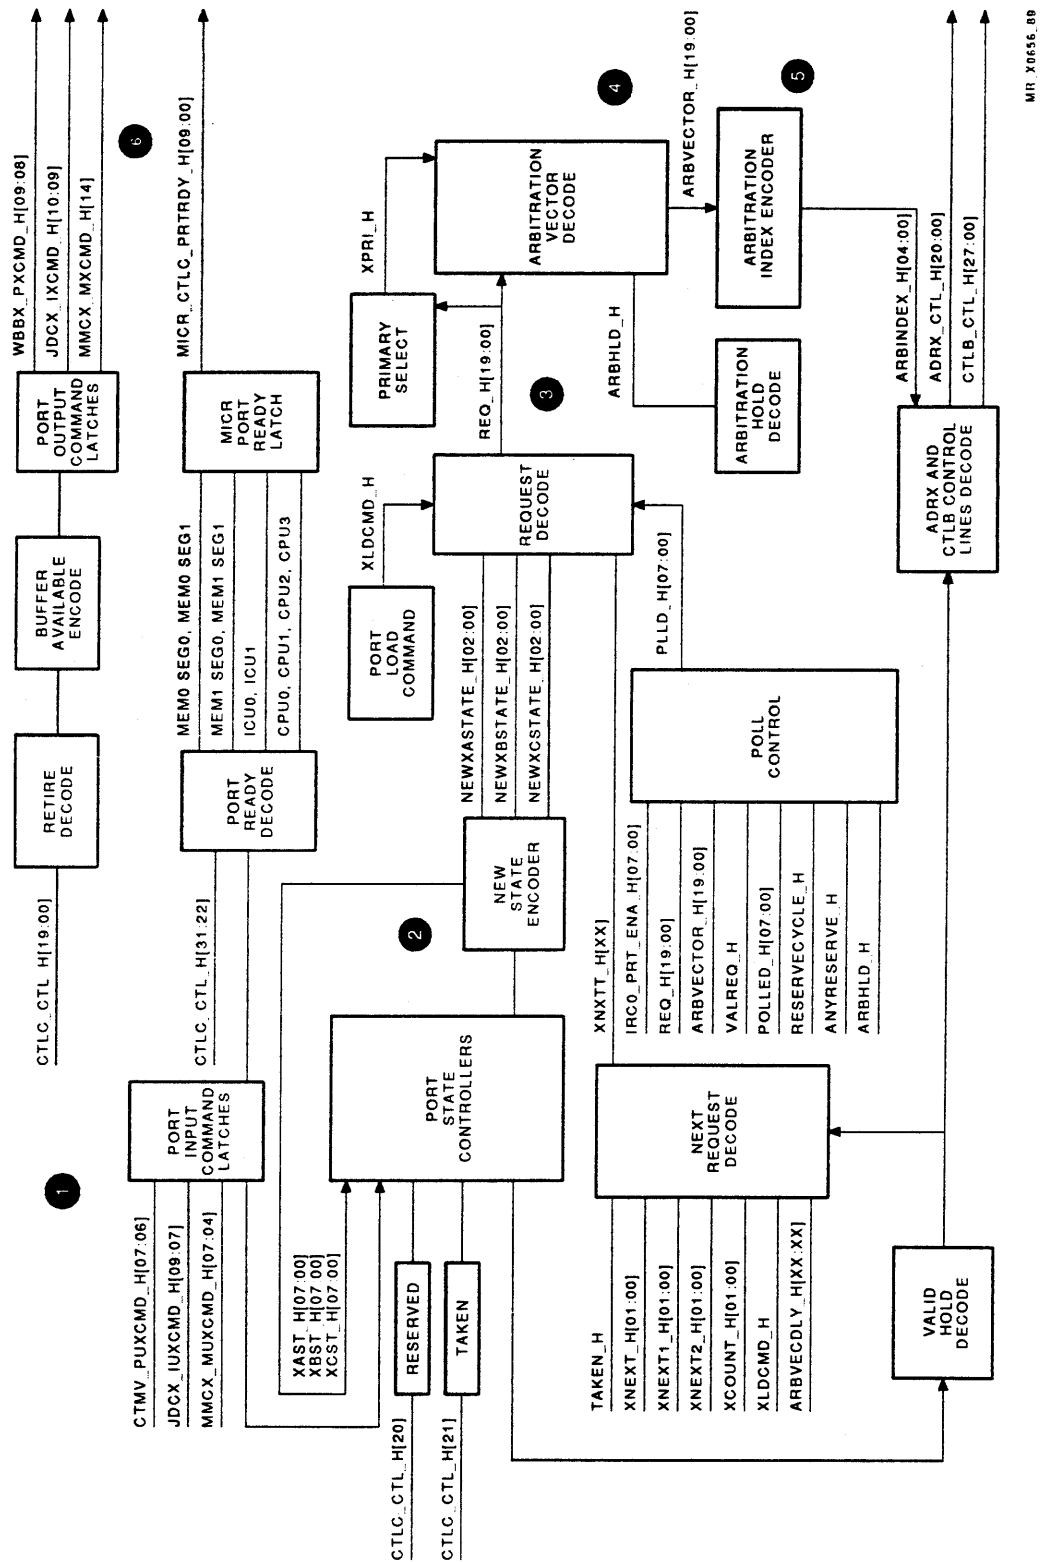 CTLC_CTL_H[19:00]
RETIRE
DECODE
BUFFER
AVAILABLE
ENCODE
PORT
OUTPUT
COMMAND
LATCHES
WBBX_PXCMD_H[09:08]
JDCX_IXCMD_H[10:09]
MMCX_MXCMD_H[14]
6
1
CTMV_PUXCMD_H[07:06]
JDCX_IUXCMD_H[09:07]
MMCX_MUXCMD_H[07:04]
PORT
INPUT
COMMAND
LATCHES
CTLC_CTL_H[31:22]
PORT
READY
DECODE
MEM0 SEG0, MEM0 SEG1
MEM1 SEG0, MEM1 SEG1
ICU0, ICU1
CPU0, CPU1, CPU2, CPU3
MICR
PORT
READY
LATCH
MICR_CTLC_PRTRDY_H[09:00]
XAST_H[07:00]
XBST_H[07:00]
XCST_H[07:00]
CTLC_CTL_H[20]
RESERVED
CTLC_CTL_H[21]
TAKEN
PORT
STATE
CONTROLLERS
2
NEW
STATE
ENCODER
NEWXASTATE_H[02:00]
NEWXBSTATE_H[02:00]
NEWXCSTATE_H[02:00]
PORT
LOAD
COMMAND
XLDCMD_H
REQUEST
DECODE
3
REQ_H[19:00]
PRIMARY
SELECT
XPRI_H
ARBITRATION
VECTOR
DECODE
4
ARBHLD_H
ARBITRATION
HOLD
DECODE
ARBVECTOR_H[19:00]
ARBITRATION
INDEX ENCODER
5
TAKEN_H
XNEXT_H[01:00]
XNEXT1_H[01:00]
XNEXT2_H[01:00]
XCOUNT_H[01:00]
XLDCMD_H
ARBVECDLY_H[XX:XX]
NEXT
REQUEST
DECODE
XNXTT_H[XX]
IRC0_PRT_ENA_H[07:00]
REQ_H[19:00]
ARBVECTOR_H[19:00]
VALREQ_H
POLLED_H[07:00]
RESERVECYCLE_H
ANYRESERVE_H
ARBHLD_H
POLL
CONTROL
PLLD_H[07:00]
VALID
HOLD
DECODE
ADRX AND
CTLB CONTROL
LINES DECODE
ARBINDEX_H[04:00]
ADRX_CTL_H[20:00]
CTLB_CTL_H[27:00]
MR_X0656_89